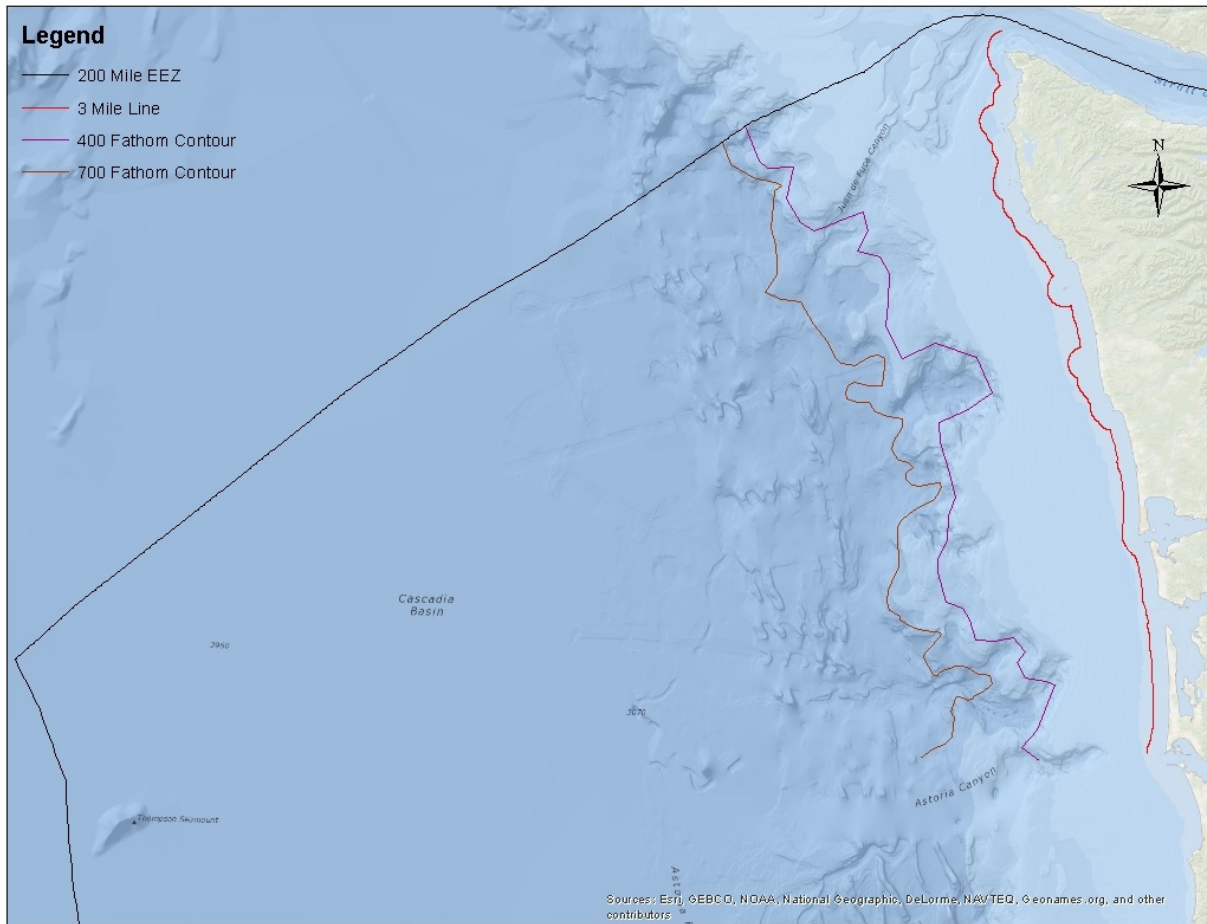 Legend
200 Mile EEZ
3 Mile Line
400 Fathom Contour
700 Fathom Contour
Strait
N
Juan de Fuca Canyon
Cascadia
Basin
2950
3070
Thompson Seamount
Astoria Canyon
Astoria
Sources: Esri, GEBCO, NOAA, National Geographic, DeLorme, NAVTEQ, Geonames.org, and other
contributors